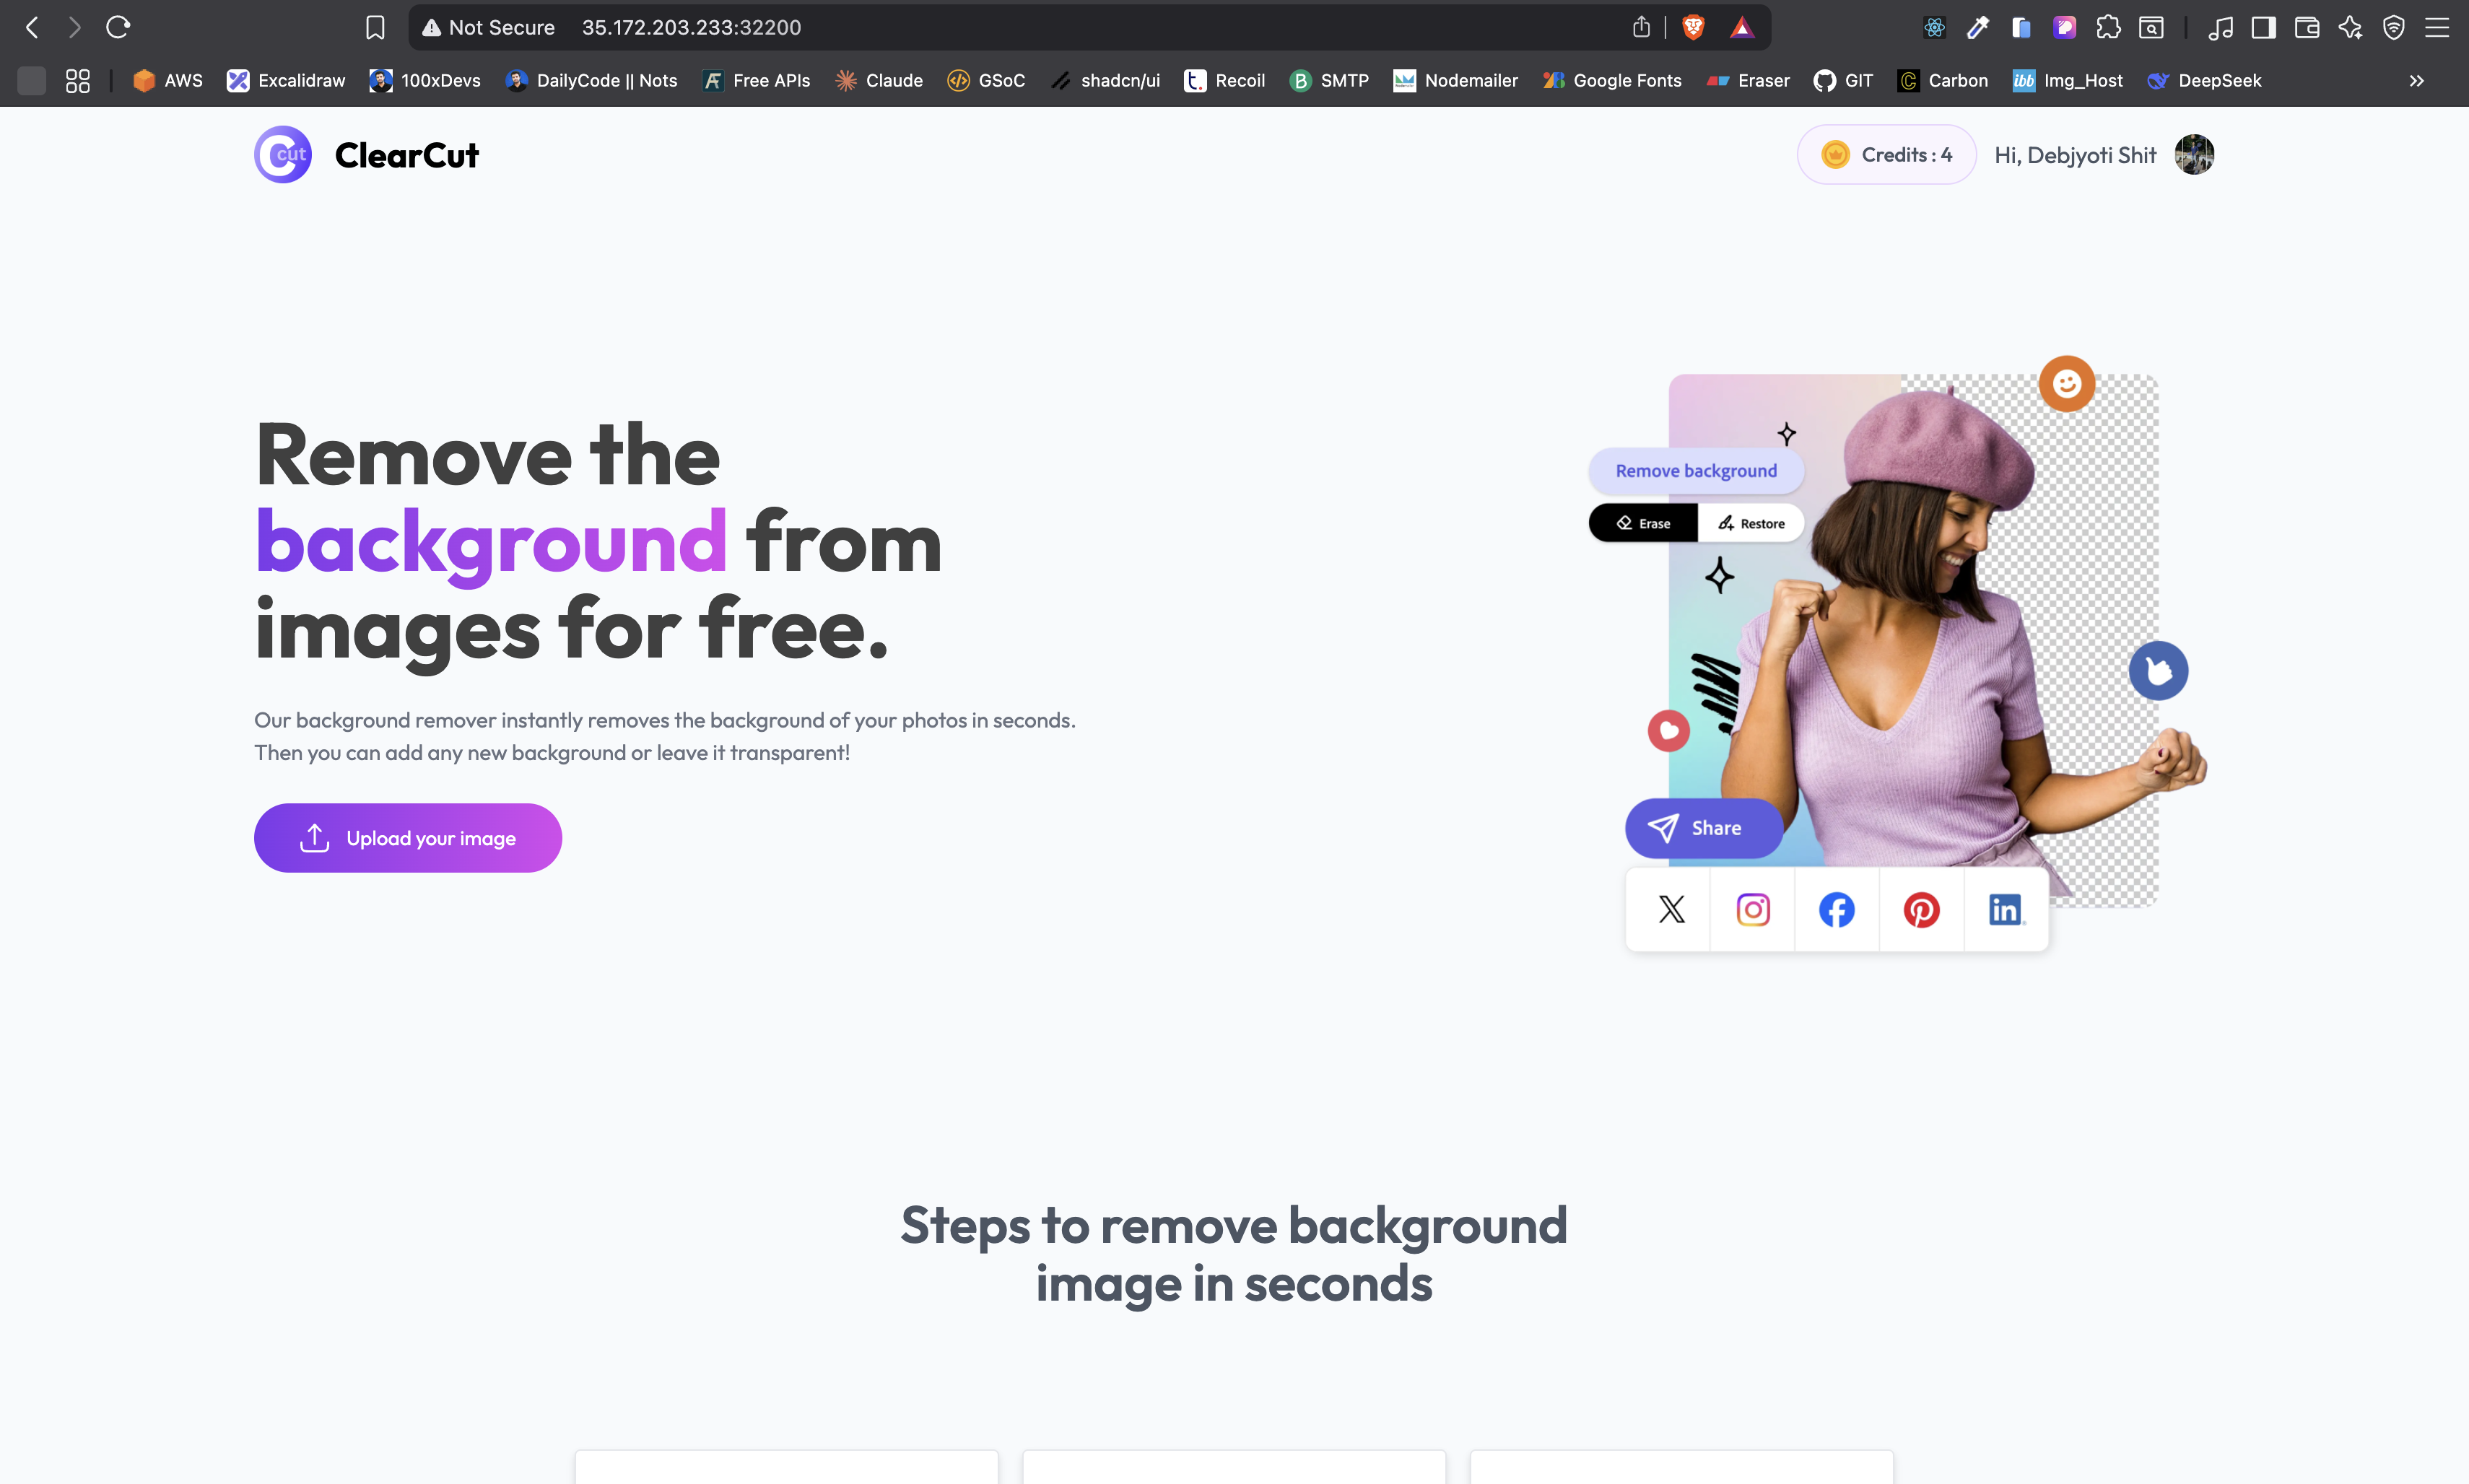 Not Secure 35.172.203.233:32200
AWS Excalidraw 100xDevs DailyCode || Nots Free APIs Claude GSoC shadcn/ui Recoil SMTP Nodemailer Google Fonts Eraser GIT Carbon Img_Host DeepSeek
C cut ClearCut
Credits : 4 Hi, Debjyoti Shit
Remove the
background from
images for free.
Our background remover instantly removes the background of your photos in seconds.
Then you can add any new background or leave it transparent!
Upload your image
Remove background
Erase Restore
Share
Steps to remove background
image in seconds